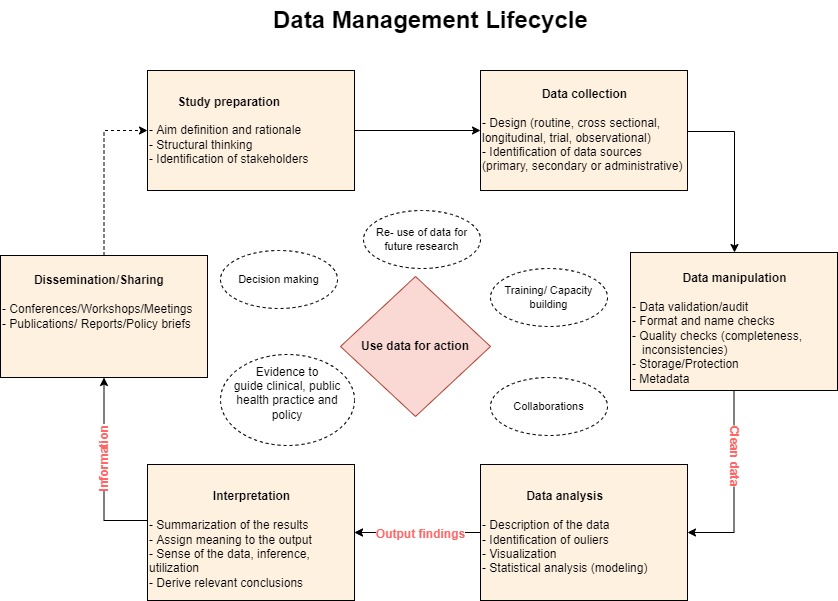 Data Management Lifecycle
Study preparation
- Aim definition and rationale
- Structural thinking
- Identification of stakeholders
Data collection
- Design (routine, cross sectional,
longitudinal, trial, observational)
- Identification of data sources
(primary, secondary or administrative)
Re- use of data for
future research
Decision making
Training/ Capacity
building
Use data for action
Evidence to
guide clinical, public
health practice and
policy
Collaborations
Dissemination/Sharing
- Conferences/Workshops/Meetings
- Publications/ Reports/Policy briefs
Data manipulation
- Data validation/audit
- Format and name checks
- Quality checks (completeness,
inconsistencies)
- Storage/Protection
- Metadata
Clean data
Data analysis
- Description of the data
- Identification of ouliers
- Visualization
- Statistical analysis (modeling)
Output findings
Interpretation
- Summarization of the results
- Assign meaning to the output
- Sense of the data, inference,
utilization
- Derive relevant conclusions
Information